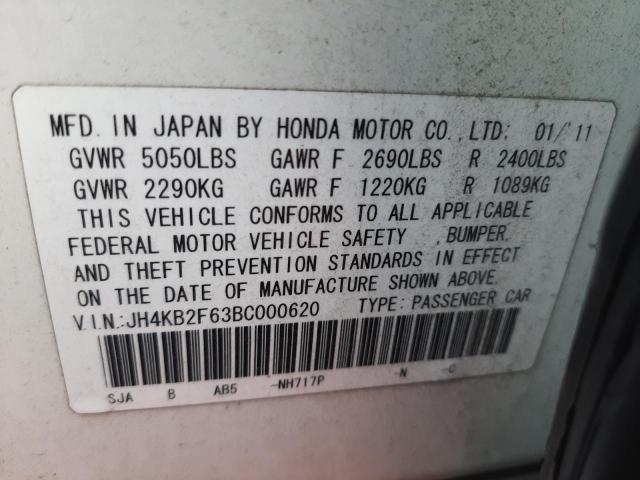 MFD. IN JAPAN BY HONDA MOTOR CO., LTD: 01/'11
GVWR 5050LBS GAWR F 2690LBS R 2400LBS
GVWR 2290KG GAWR F 1220KG R 1089KG
THIS VEHICLE CONFORMS TO ALL APPLICABLE
FEDERAL MOTOR VEHICLE SAFETY , BUMPER,
AND THEFT PREVENTION STANDARDS IN EFFECT
ON THE DATE OF MANUFACTURE SHOWN ABOVE.
V.I.N.:JH4KB2F63BC000620 TYPE: PASSENGER CAR
SJA B AB5 -NH717P -N -C